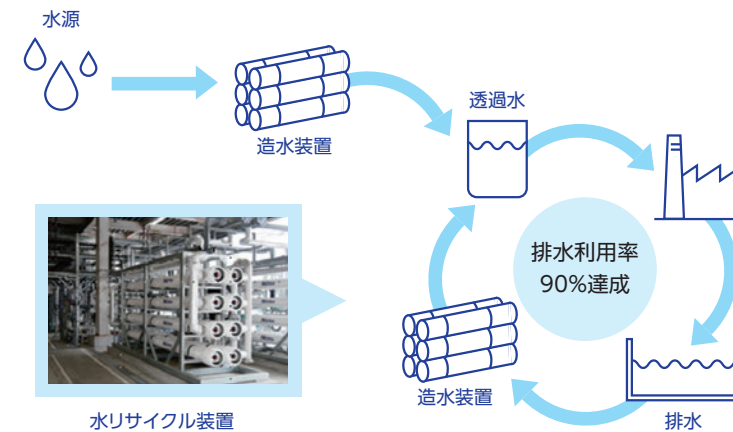 水源
造水装置
透過水
排水利用率
90%達成
造水装置
水リサイクル装置
排水